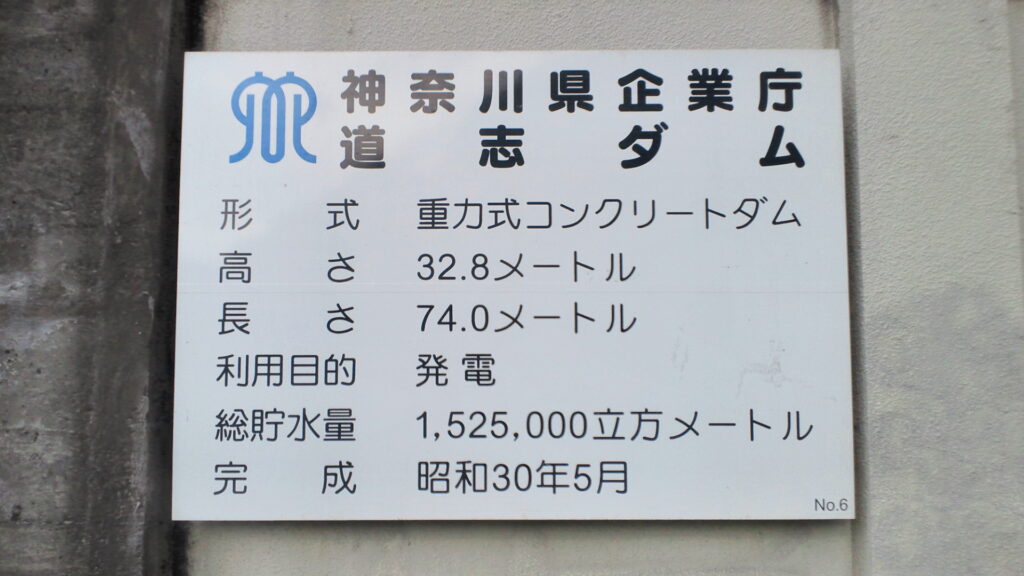 神奈川県企業庁
道志ダム
形式 重力式コンクリートダム
高さ 32.8メートル
長さ 74.0メートル
利用目的 発電
総貯水量 1,525,000立方メートル
完成 昭和30年5月
No.6